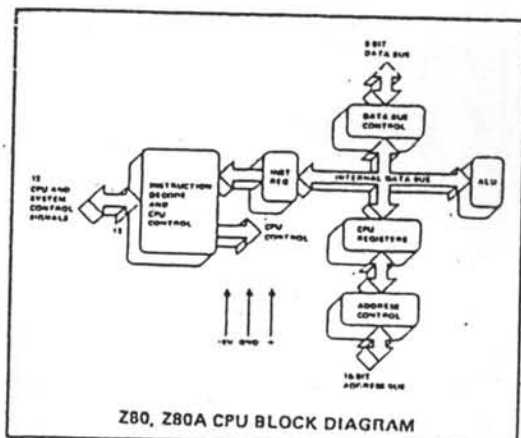 8 BIT
DATA BUS
DATA BUS
CONTROL
13
CPU AND
SYSTEM
CONTROL
SIGNALS
13
INSTRUCTION
DECODE
AND
CPU
CONTROL
INST
REG
INTERNAL DATA BUS
ALU
CPU
CONTROL
CPU
REGISTERS
ADDRESS
CONTROL
GND
16-BIT
ADDRESS BUS
Z80, Z80A CPU BLOCK DIAGRAM